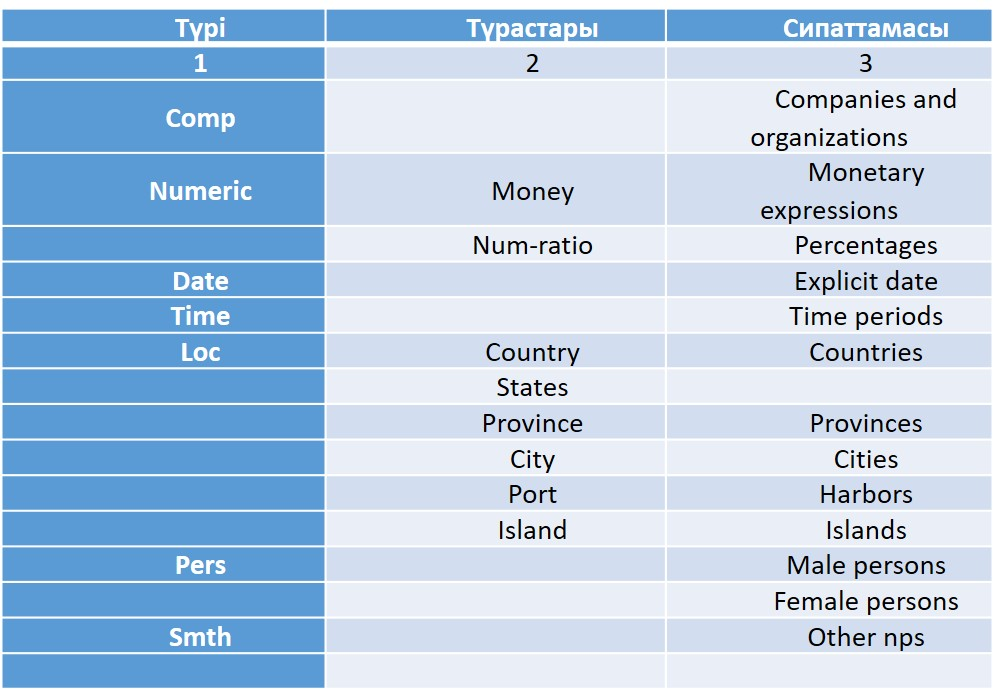 Түрі Түрастары Сипаттамасы
1 2 3
Comp Companies and
organizations
Numeric Money Monetary
expressions
Num-ratio Percentages
Date Explicit date
Time Time periods
Loc Country Countries
States
Province Provinces
City Cities
Port Harbors
Island Islands
Pers Male persons
Female persons
Smth Other nps